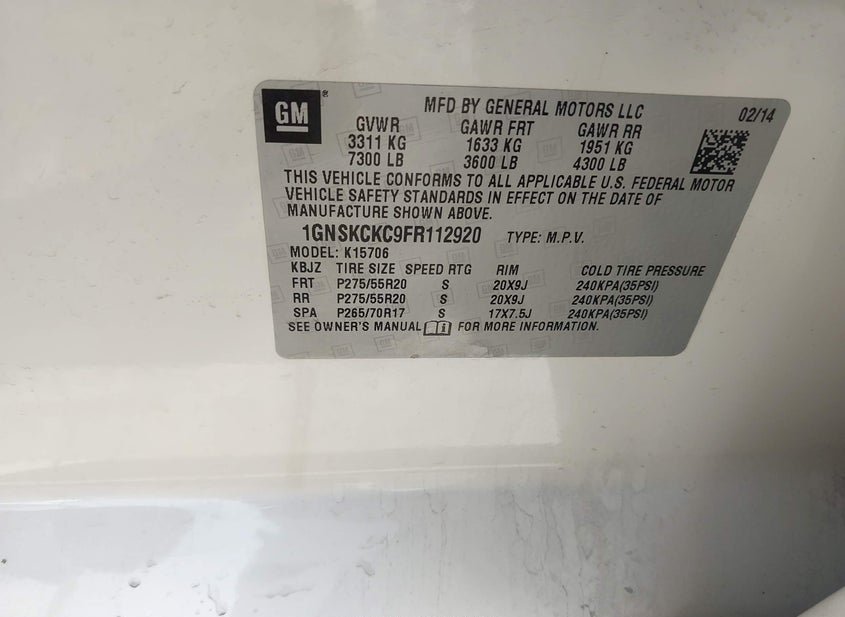 GM ® MFD BY GENERAL MOTORS LLC 02/14
GVWR GAWR FRT GAWR RR
3311 KG 1633 KG 1951 KG
7300 LB 3600 LB 4300 LB
THIS VEHICLE CONFORMS TO ALL APPLICABLE U.S. FEDERAL MOTOR
VEHICLE SAFETY STANDARDS IN EFFECT ON THE DATE OF
MANUFACTURE SHOWN ABOVE.
1GNSKCKC9FR112920 TYPE: M.P.V.
MODEL: K15706
KBJZ TIRE SIZE SPEED RTG RIM COLD TIRE PRESSURE
FRT P275/55R20 S 20X9J 240KPA(35PSI)
RR P275/55R20 S 20X9J 240KPA(35PSI)
SPA P265/70R17 S 17X7.5J 240KPA(35PSI)
SEE OWNER'S MANUAL FOR MORE INFORMATION.